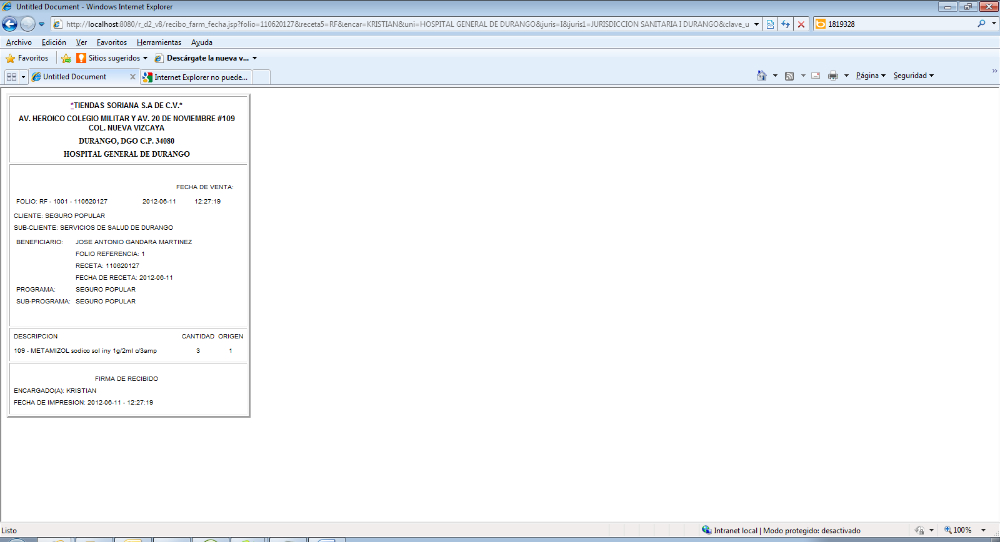 Untitled Document - Windows Internet Explorer
http://localhost:8080/r_d2_v8/recibo_farm_fecha.jsp?folio=110620127&receta5=RF&encar=KRISTIAN&uni=HOSPITAL GENERAL DE DURANGO&juris=I&juris1=JURISDICCION SANITARIA I DURANGO&clave_u
1819328
Archivo Edición Ver Favoritos Herramientas Ayuda
Favoritos Sitios sugeridos Descárgate la nueva v...
Untitled Document X Internet Explorer no puede... Página Seguridad »
*TIENDAS SORIANA S.A DE C.V.*
AV. HEROICO COLEGIO MILITAR Y AV. 20 DE NOVIEMBRE #109
COL. NUEVA VIZCAYA
DURANGO, DGO C.P. 34080
HOSPITAL GENERAL DE DURANGO
FECHA DE VENTA:
FOLIO: RF - 1001 - 110620127 2012-06-11 12:27:19
CLIENTE: SEGURO POPULAR
SUB-CLIENTE: SERVICIOS DE SALUD DE DURANGO
BENEFICIARIO: JOSE ANTONIO GANDARA MARTINEZ
FOLIO REFERENCIA: 1
RECETA: 110620127
FECHA DE RECETA: 2012-06-11
PROGRAMA: SEGURO POPULAR
SUB-PROGRAMA: SEGURO POPULAR
DESCRIPCION CANTIDAD ORIGEN
109 - METAMIZOL sodico sol iny 1g/2ml c/3amp 3 1
FIRMA DE RECIBIDO
ENCARGADO(A): KRISTIAN
FECHA DE IMPRESION: 2012-06-11 - 12:27:19
Listo Intranet local | Modo protegido: desactivado 100%